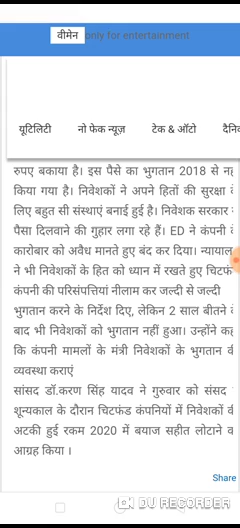 वीमेन only for entertainment
यूटिलिटी नो फेक न्यूज़ टेक & ऑटो
रुपए बकाया है। इस पैसे का भुगतान 2018 से
किया गया है। निवेशकों ने अपने हितों की सुरक्षा
लिए बहुत सी संस्थाएं बनाई हुई है। निवेशक सरकार
पैसा दिलवाने की गुहार लगा रहे हैं। ED ने कंपनी
कारोबार को अवैध मानते हुए बंद कर दिया। न्यायाल
ने भी निवेशकों के हित को ध्यान में रखते हुए चिटफं
कंपनी की परिसंपत्तियां नीलाम कर जल्दी से जल्दी
भुगतान करने के निर्देश दिए, लेकिन 2 साल बीतने
बाद भी निवेशकों को भुगतान नहीं हुआ। उन्होंने
कि कंपनी मामलों के मंत्री निवेशकों के भुगतान
व्यवस्था कराएं
सांसद डॉ.करण सिंह यादव ने गुरुवार को संसद
शून्यकाल के दौरान चिटफंड कंपनियों में निवेशकों
अटकी हुई रकम 2020 में बयाज सहीत लोटाने
आग्रह किया ।
Share
DU RECORDER